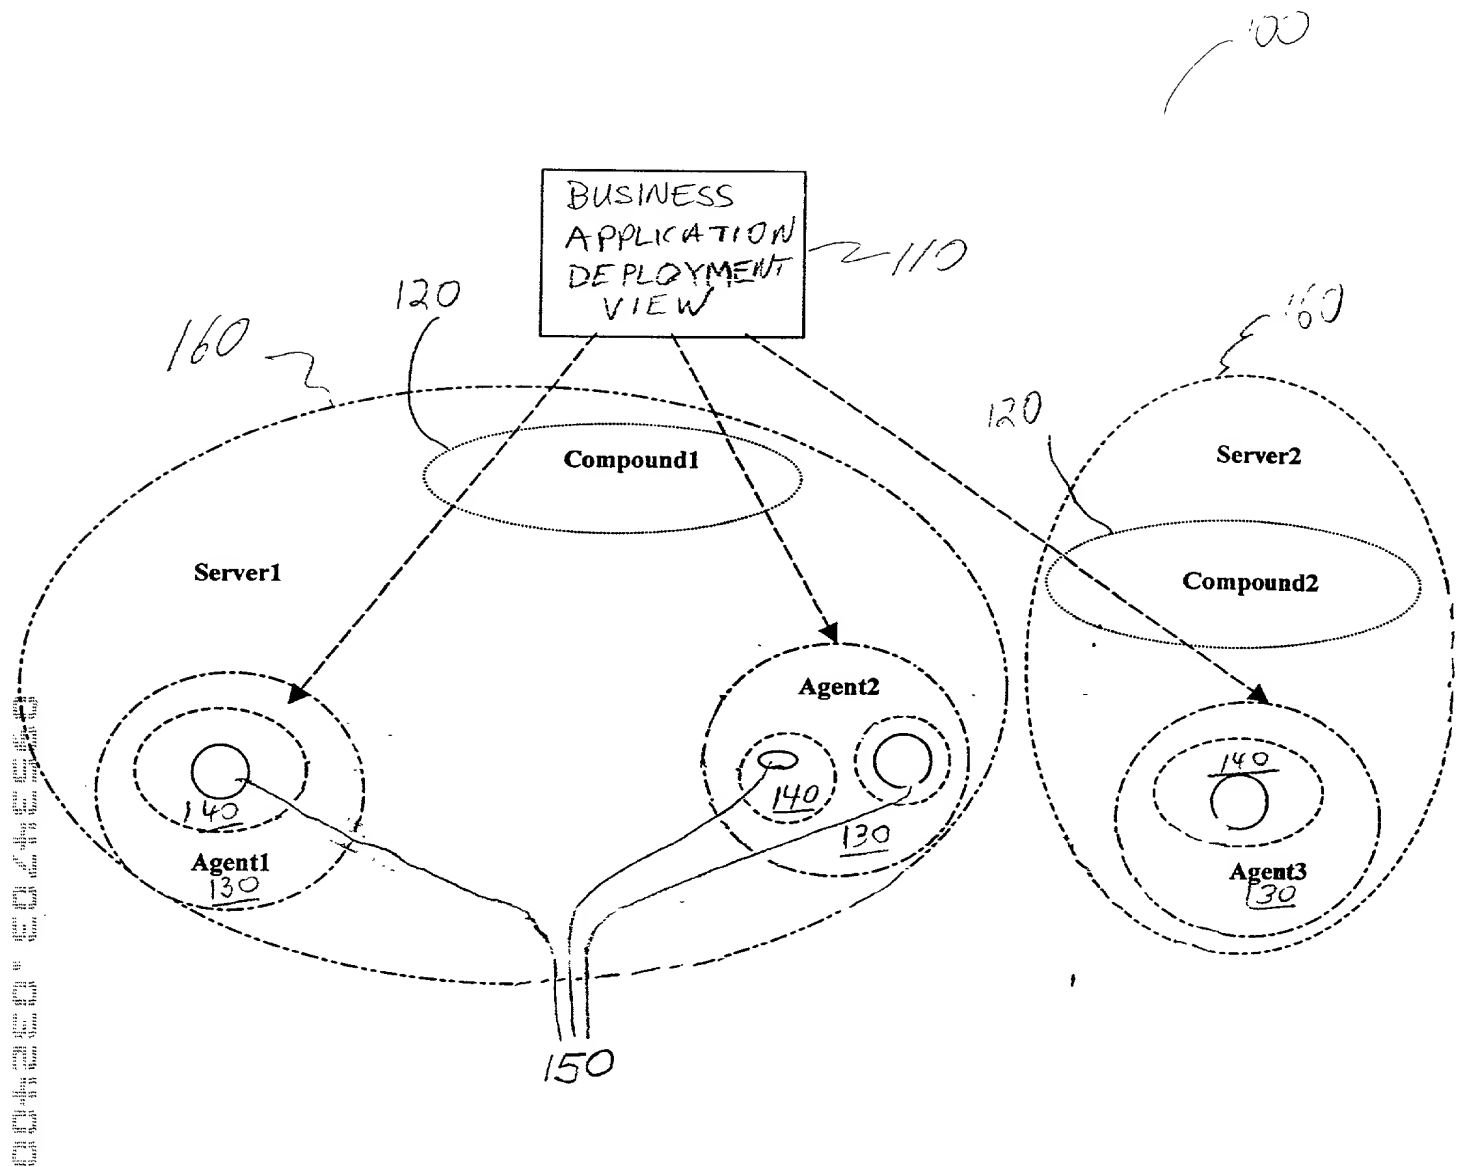 100
BUSINESS
APPLICATION
DEPLOYMENT
VIEW
110
120
160
160
120
Compound1
Server2
Server1
Compound2
Agent2
140
140
140
130
Agent1
130
Agent3
130
150